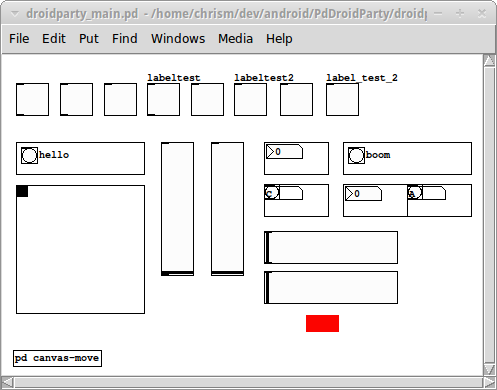 droidparty_main.pd - /home/chrism/dev/android/PdDroidParty/droidp
File Edit Put Find Windows Media Help
labeltest labeltest2 label_test_2
hello 0 boom
C 0 A
pd canvas-move